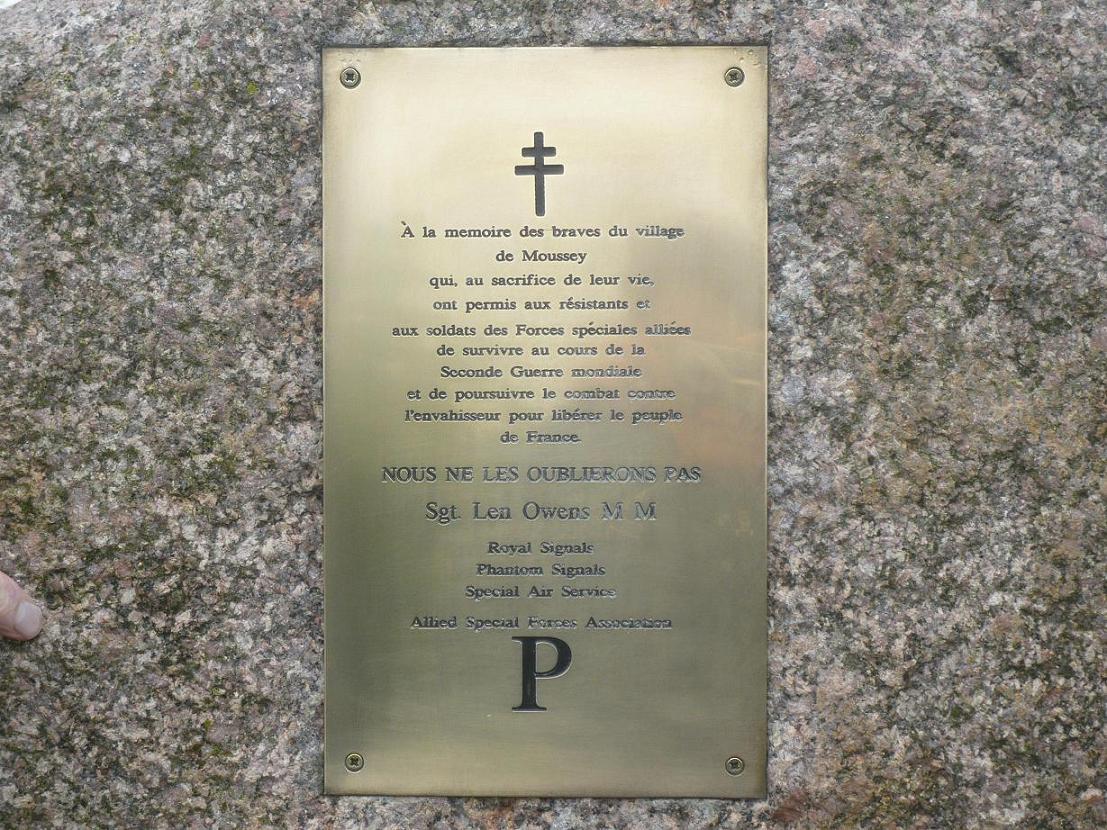 À la memoire des braves du village
de Moussey
qui, au sacrifice de leur vie,
ont permis aux résistants et
aux soldats des Forces spéciales alliées
de survivre au cours de la
Seconde Guerre mondiale
et de poursuivre le combat contre
l'envahisseur pour libérer le peuple
de France.
NOUS NE LES OUBLIERONS PAS
Sgt. Len Owens M M
Royal Signals
Phantom Signals
Special Air Service
Allied Special Forces Association
P